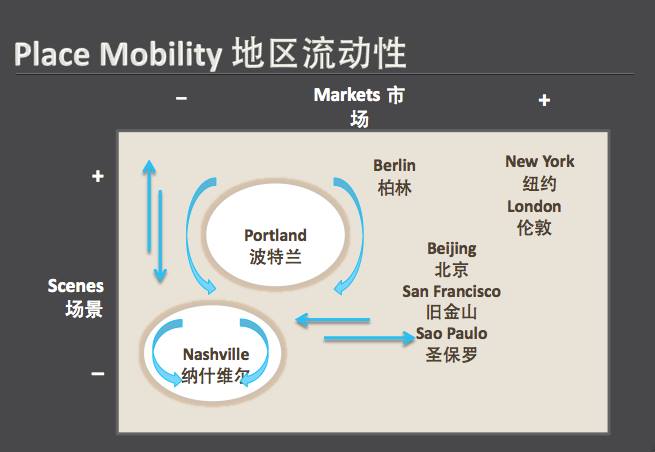 Place Mobility 地区流动性
− Markets 市 +
场
+
Berlin
柏林
New York
纽约
London
伦敦
Portland
波特兰
Beijing
北京
San Francisco
旧金山
Sao Paulo
圣保罗
Scenes
场景
−
Nashville
纳什维尔